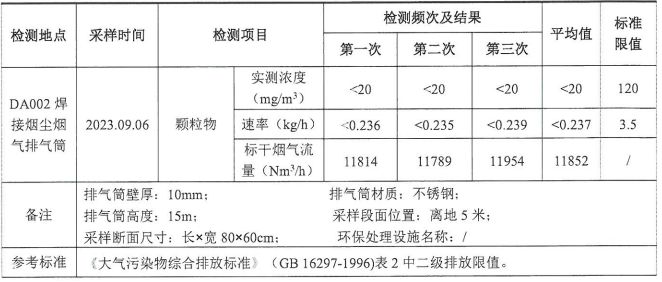 检测地点 采样时间 检测项目 检测频次及结果 平均值 标准限值
第一次 第二次 第三次
DA002 焊接烟尘烟气排气筒 2023.09.06 颗粒物 实测浓度（mg/m³） <20 <20 <20 <20 120
速率（kg/h） <0.236 <0.235 <0.239 <0.237 3.5
标干烟气流量（Nm³/h） 11814 11789 11954 11852 /
备注 排气筒壁厚：10mm； 排气筒材质：不锈钢；
排气筒高度：15m； 采样段面位置：离地 5 米；
采样断面尺寸：长×宽 80×60cm； 环保处理设施名称：/
参考标准 《大气污染物综合排放标准》（GB 16297-1996)表 2 中二级排放限值。